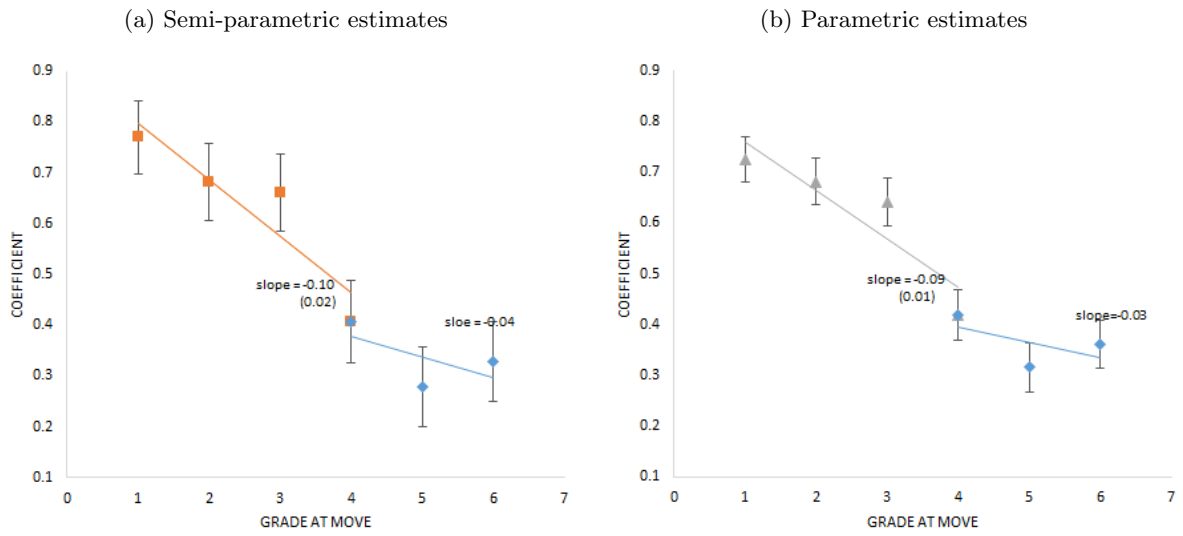 (a) Semi-parametric estimates
0.9
0.8
0.7
0.6
0.5
0.4
0.3
0.2
0.1
COEFFICIENT
slope = -0.10
(0.02)
sloe = -0.04
0 1 2 3 4 5 6 7
GRADE AT MOVE
(b) Parametric estimates
0.9
0.8
0.7
0.6
0.5
0.4
0.3
0.2
0.1
COEFFICIENT
slope = -0.09
(0.01)
slope=-0.03
0 1 2 3 4 5 6 7
GRADE AT MOVE